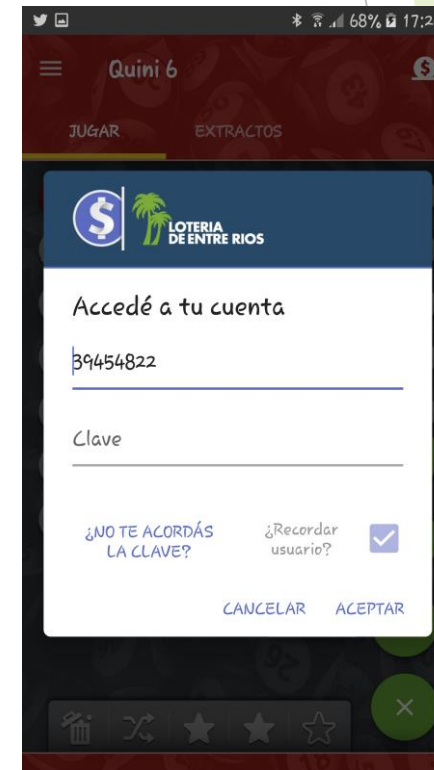 68% 17:2
Quini 6
JUGAR EXTRACTOS
LOTERIA
DE ENTRE RIOS
Accedé a tu cuenta
39454822
Clave
¿NO TE ACORDÁS
LA CLAVE?
¿Recordar
usuario?
CANCELAR ACEPTAR